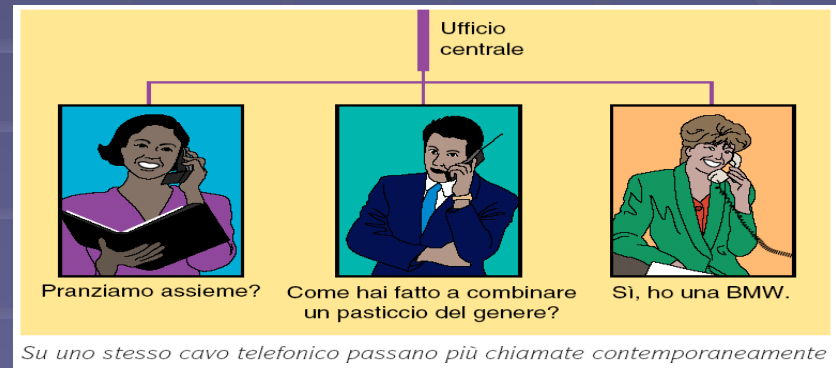 Ufficio
centrale
Pranziamo assieme?
Come hai fatto a combinare
un pasticcio del genere?
Sì, ho una BMW.
Su uno stesso cavo telefonico passano più chiamate contemporaneamente